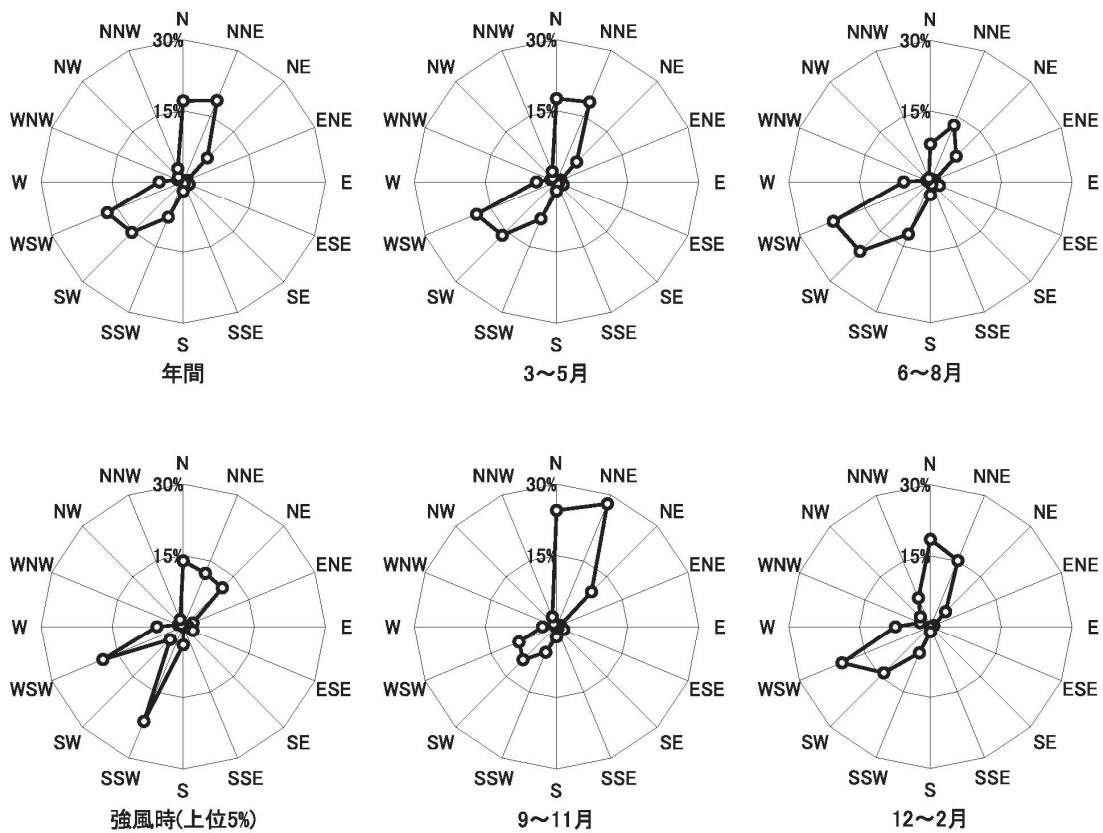 N
NNW NNE
30%
NW NE
WNW ENE
15%
W E
WSW ESE
SW SE
SSW SSE
S
年間
N
NNW NNE
30%
NW NE
WNW ENE
15%
W E
WSW ESE
SW SE
SSW SSE
S
3～5月
N
NNW NNE
30%
NW NE
WNW ENE
15%
W E
WSW ESE
SW SE
SSW SSE
S
6～8月
N
NNW NNE
30%
NW NE
WNW ENE
15%
W E
WSW ESE
SW SE
SSW SSE
S
強風時(上位5%)
N
NNW NNE
30%
NW NE
WNW ENE
15%
W E
WSW ESE
SW SE
SSW SSE
S
9～11月
N
NNW NNE
30%
NW NE
WNW ENE
15%
W E
WSW ESE
SW SE
SSW SSE
S
12～2月